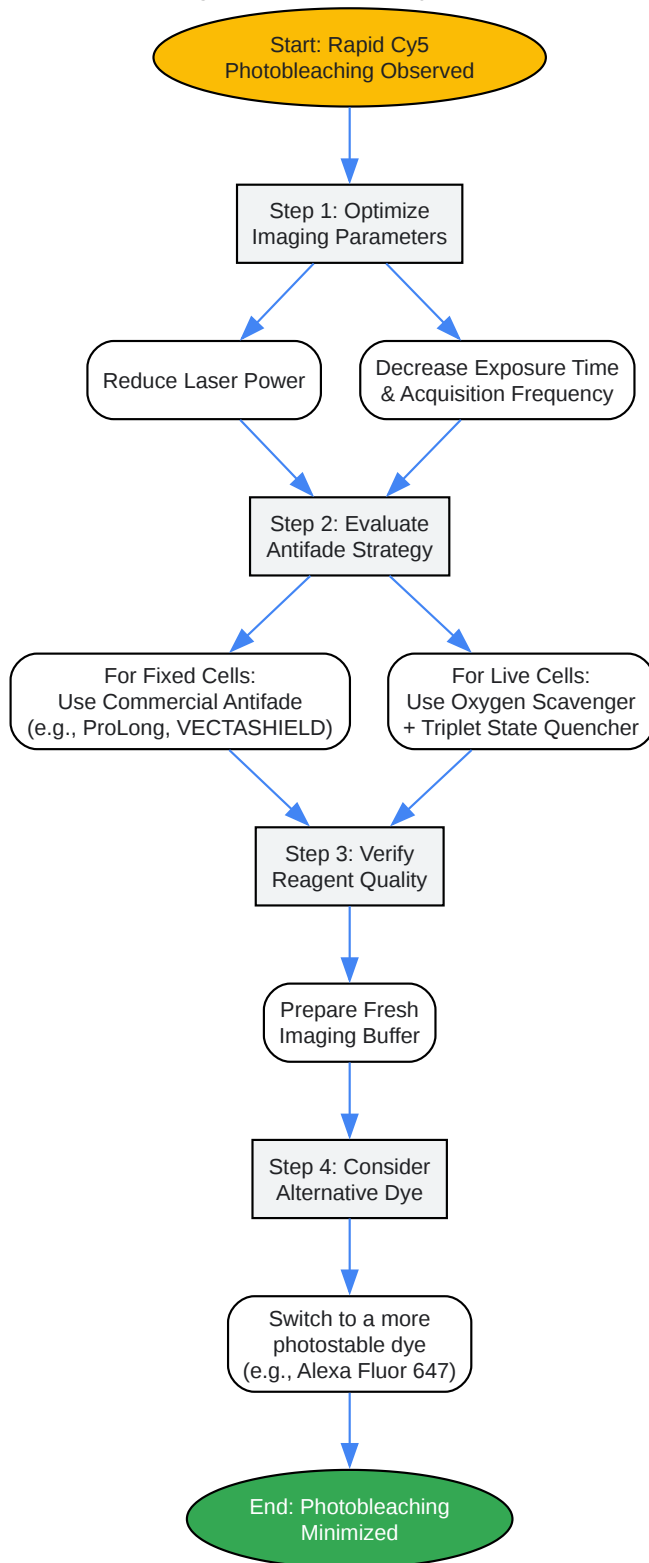 Start: Rapid Cy5
Photobleaching Observed
Step 1: Optimize
Imaging Parameters
Reduce Laser Power
Decrease Exposure Time
& Acquisition Frequency
Step 2: Evaluate
Antifade Strategy
For Fixed Cells:
Use Commercial Antifade
(e.g., ProLong, VECTASHIELD)
For Live Cells:
Use Oxygen Scavenger
+ Triplet State Quencher
Step 3: Verify
Reagent Quality
Prepare Fresh
Imaging Buffer
Step 4: Consider
Alternative Dye
Switch to a more
photostable dye
(e.g., Alexa Fluor 647)
End: Photobleaching
Minimized